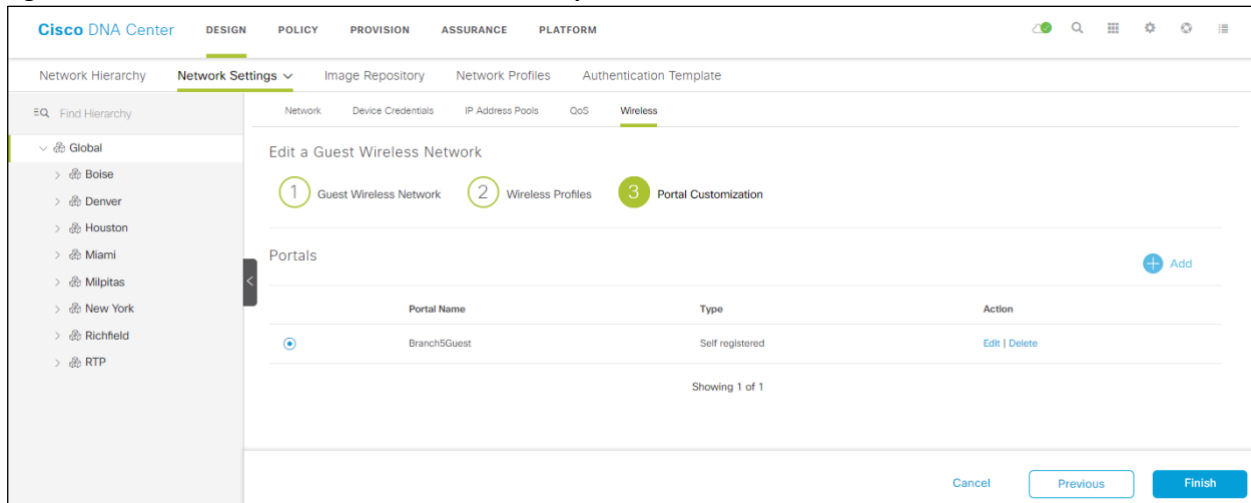 Cisco DNA Center DESIGN POLICY PROVISION ASSURANCE PLATFORM
Network Hierarchy Network Settings Image Repository Network Profiles Authentication Template
Find Hierarchy
Network Device Credentials IP Address Pools QoS Wireless
Global
Boise
Denver
Houston
Miami
Milpitas
New York
Richfield
RTP
Edit a Guest Wireless Network
1 Guest Wireless Network 2 Wireless Profiles 3 Portal Customization
Portals
Add
Portal Name Type Action
Branch5Guest Self registered Edit | Delete
Showing 1 of 1
Cancel Previous Finish